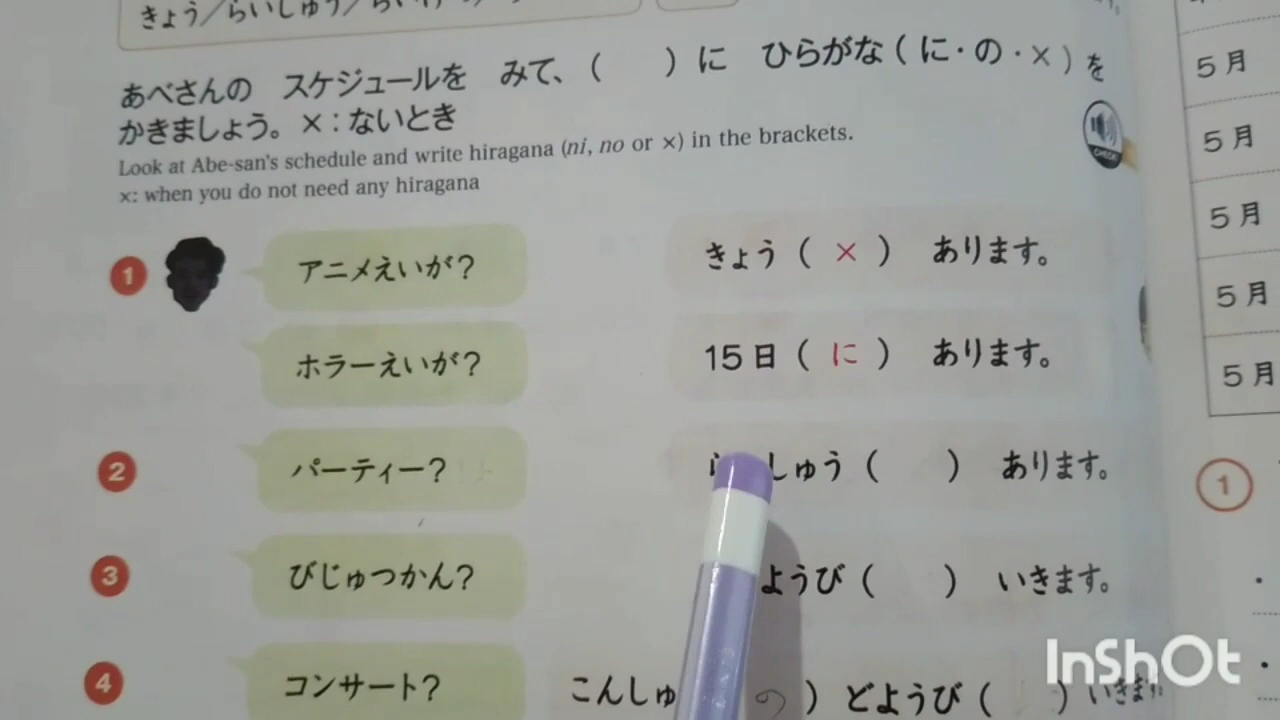 きょう／らいしゅう／
あべさんの スケジュールを みて、（ ）に ひらがな（に・の・×）を
かきましょう。×：ないとき
Look at Abe-san's schedule and write hiragana (ni, no or ×) in the brackets.
×: when you do not need any hiragana
CHECK
1 アニメえいが？ きょう（ × ） あります。
ホラーえいが？ 15日（ に ） あります。
2 パーティー？ しゅう（ ） あります。
3 びじゅつかん？ ようび（ ） いきます。
4 コンサート？ こんしゅ の ）どようび（ ）いきます
5月
5月
5月
5月
5月
1
InShOt